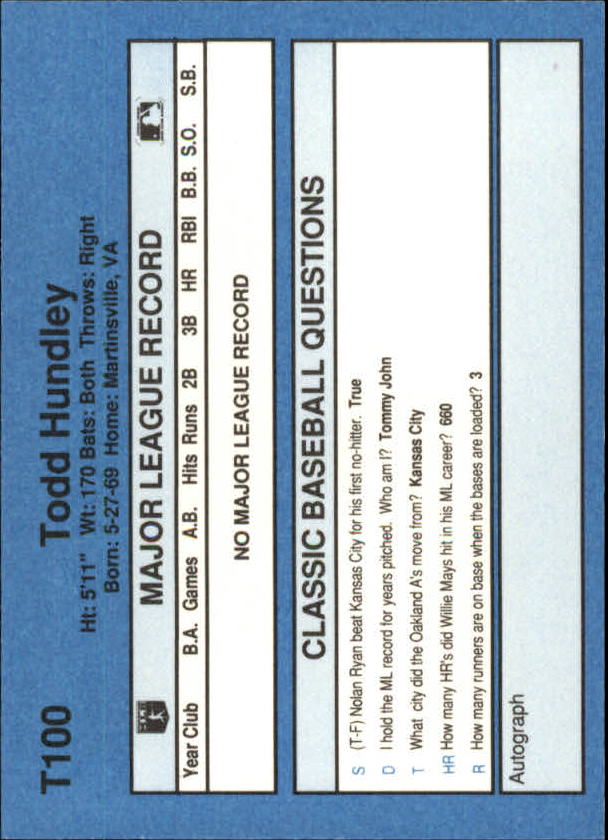 T100 Todd Hundley
Ht: 5'11" Wt: 170 Bats: Both Throws: Right
Born: 5-27-69 Home: Martinsville, VA
MAJOR LEAGUE RECORD
Year Club B.A. Games A.B. Hits Runs 2B 3B HR RBI B.B. S.O. S.B.
NO MAJOR LEAGUE RECORD
CLASSIC BASEBALL QUESTIONS
S (T-F) Nolan Ryan beat Kansas City for his first no-hitter. True
D I hold the ML record for years pitched. Who am I? Tommy John
T What city did the Oakland A's move from? Kansas City
HR How many HR's did Willie Mays hit in his ML career? 660
R How many runners are on base when the bases are loaded? 3
Autograph